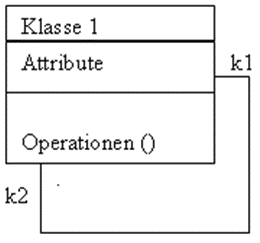 Klasse 1
Attribute
k1
Operationen ()
k2